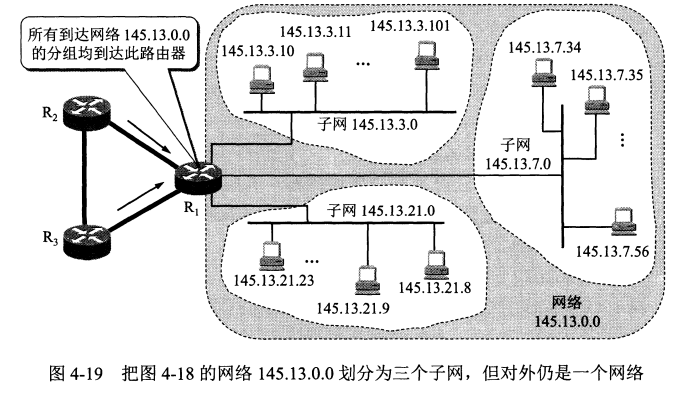 所有到达网络 145.13.0.0
的分组均到达此路由器
145.13.3.10
145.13.3.11
…
145.13.3.101
子网 145.13.3.0
145.13.7.34
145.13.7.35
⋮
子网
145.13.7.0
145.13.7.56
R₂
R₁
R₃
子网 145.13.21.0
145.13.21.23
…
145.13.21.9
145.13.21.8
网络
145.13.0.0
图 4-19 把图 4-18 的网络 145.13.0.0 划分为三个子网，但对外仍是一个网络